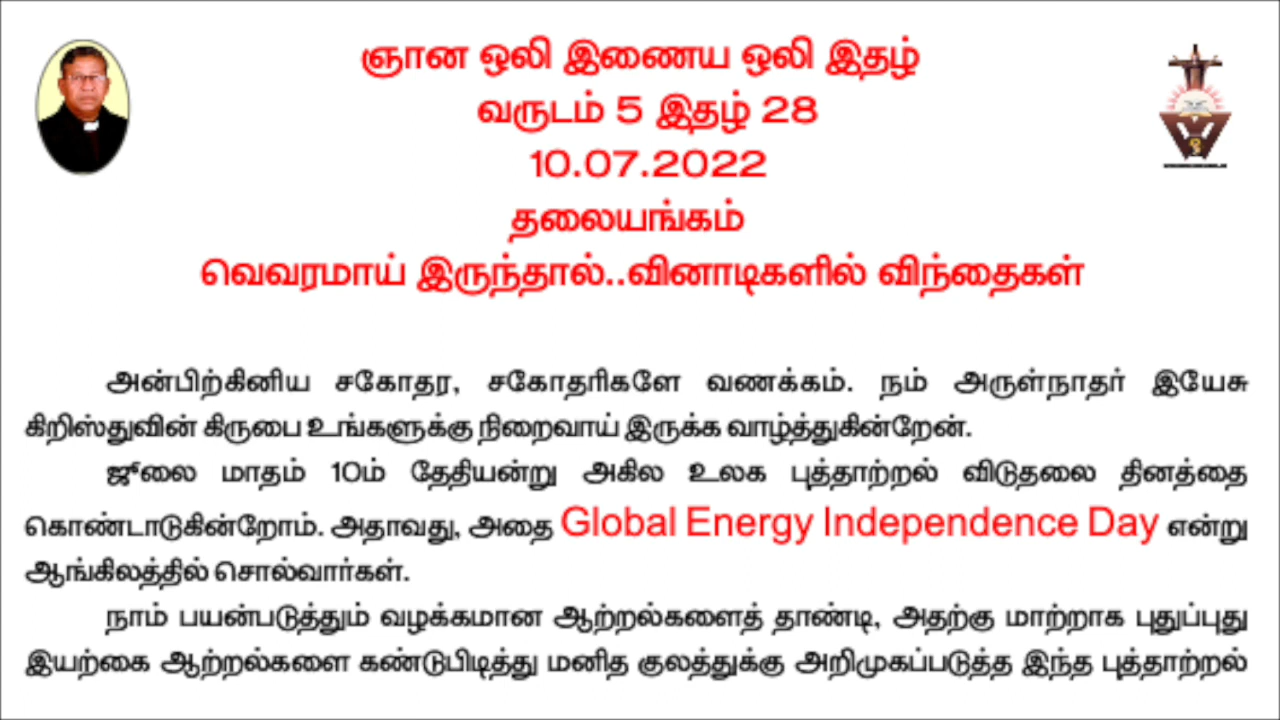 ஞான ஒலி இணைய ஒலி இதழ்
வருடம் 5 இதழ் 28
10.07.2022
தலையங்கம்
வெவரமாய் இருந்தால்..வினாடிகளில் விந்தைகள்
அன்பிற்கினிய சகோதர, சகோதரிகளே வணக்கம். நம் அருள்நாதர் இயேசு
கிறிஸ்துவின் கிருபை உங்களுக்கு நிறைவாய் இருக்க வாழ்த்துகின்றேன்.
ஜூலை மாதம் 10ம் தேதியன்று அகில உலக புத்தாற்றல் விடுதலை தினத்தை
கொண்டாடுகின்றோம். அதாவது, அதை Global Energy Independence Day என்று
ஆங்கிலத்தில் சொல்வார்கள்.
நாம் பயன்படுத்தும் வழக்கமான ஆற்றல்களைத் தாண்டி, அதற்கு மாற்றாக புதுப்புது
இயற்கை ஆற்றல்களை கண்டுபிடித்து மனித குலத்துக்கு அறிமுகப்படுத்த இந்த புத்தாற்றல்